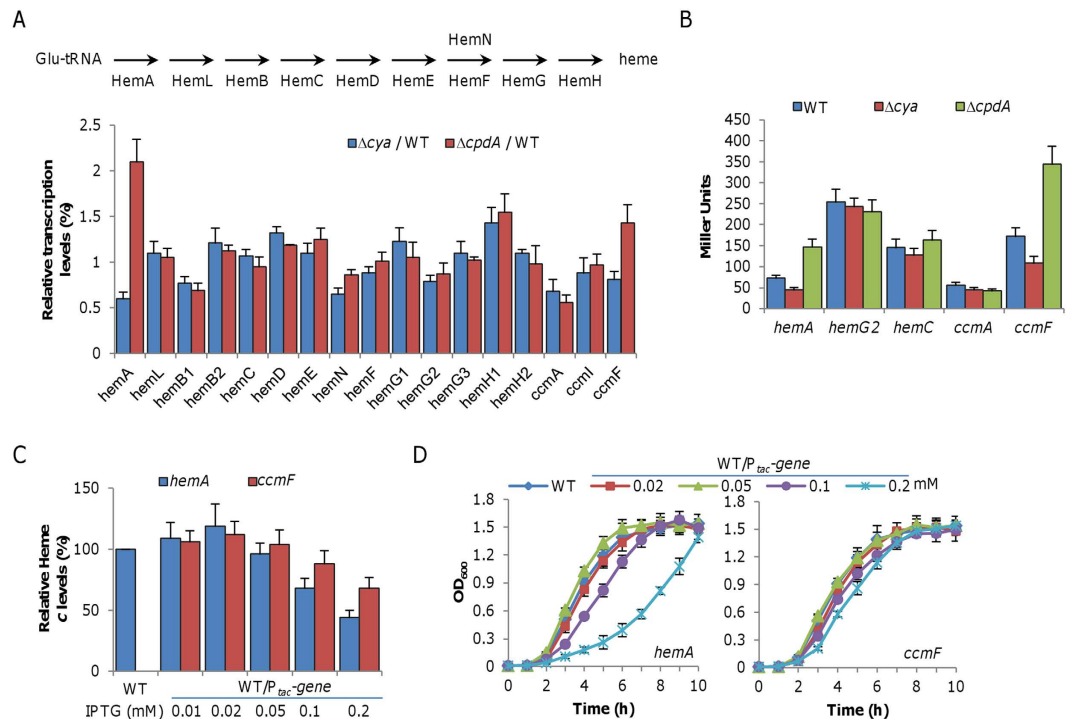 A
HemN
Glu-tRNA heme
HemA HemL HemB HemC HemD HemE HemF HemG HemH
Relative transcription
levels (%)
2.5
2
1.5
1
0.5
0
Δcya / WT ΔcpdA / WT
hemA hemL hemB1 hemB2 hemC hemD hemE hemN hemF hemG1 hemG2 hemG3 hemH1 hemH2 ccmA ccmI ccmF
B
WT Δcya ΔcpdA
Miller Units
450
400
350
300
250
200
150
100
50
0
hemA hemG2 hemC ccmA ccmF
C
hemA ccmF
Relative Heme
c levels (%)
150
100
50
0
WT WT/Ptac-gene
IPTG (mM) 0.01 0.02 0.05 0.1 0.2
D
WT/Ptac-gene
WT 0.02 0.05 0.1 0.2 mM
OD600
1.8
1.5
1.2
0.9
0.6
0.3
0.0
hemA
0 2 4 6 8 10
Time (h)
1.8
1.5
1.2
0.9
0.6
0.3
0.0
ccmF
0 2 4 6 8 10
Time (h)